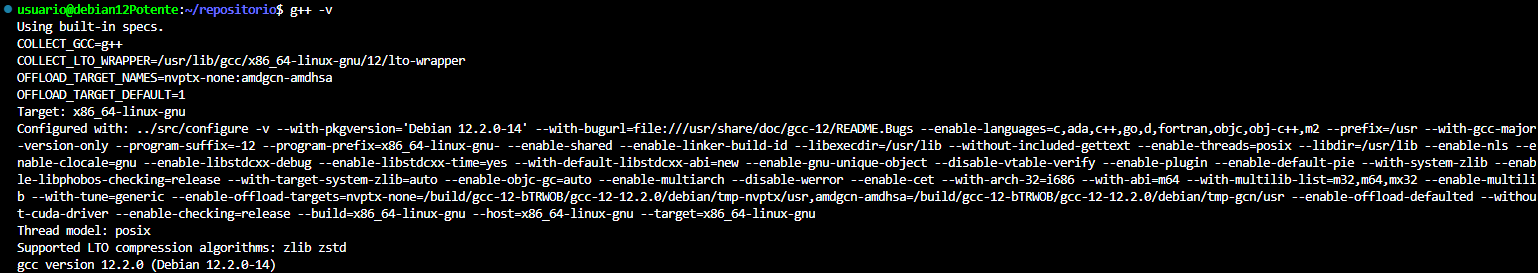 usuario@debian12Potente:~/repositorio$ g++ -v
Using built-in specs.
COLLECT_GCC=g++
COLLECT_LTO_WRAPPER=/usr/lib/gcc/x86_64-linux-gnu/12/lto-wrapper
OFFLOAD_TARGET_NAMES=nvptx-none:amdgcn-amdhsa
OFFLOAD_TARGET_DEFAULT=1
Target: x86_64-linux-gnu
Configured with: ../src/configure -v --with-pkgversion='Debian 12.2.0-14' --with-bugurl=file:///usr/share/doc/gcc-12/README.Bugs --enable-languages=c,ada,c++,go,d,fortran,objc,obj-c++,m2 --prefix=/usr --with-gcc-major
-version-only --program-suffix=-12 --program-prefix=x86_64-linux-gnu- --enable-shared --enable-linker-build-id --libexecdir=/usr/lib --without-included-gettext --enable-threads=posix --libdir=/usr/lib --enable-nls --e
nable-clocale=gnu --enable-libstdcxx-debug --enable-libstdcxx-time=yes --with-default-libstdcxx-abi=new --enable-gnu-unique-object --disable-vtable-verify --enable-plugin --enable-default-pie --with-system-zlib --enab
le-libphobos-checking=release --with-target-system-zlib=auto --enable-objc-gc=auto --enable-multiarch --disable-werror --enable-cet --with-arch-32=i686 --with-abi=m64 --with-multilib-list=m32,m64,mx32 --enable-multili
b --with-tune=generic --enable-offload-targets=nvptx-none=/build/gcc-12-bTRWOB/gcc-12-12.2.0/debian/tmp-nvptx/usr,amdgcn-amdhsa=/build/gcc-12-bTRWOB/gcc-12-12.2.0/debian/tmp-gcn/usr --enable-offload-defaulted --withou
t-cuda-driver --enable-checking=release --build=x86_64-linux-gnu --host=x86_64-linux-gnu --target=x86_64-linux-gnu
Thread model: posix
Supported LTO compression algorithms: zlib zstd
gcc version 12.2.0 (Debian 12.2.0-14)